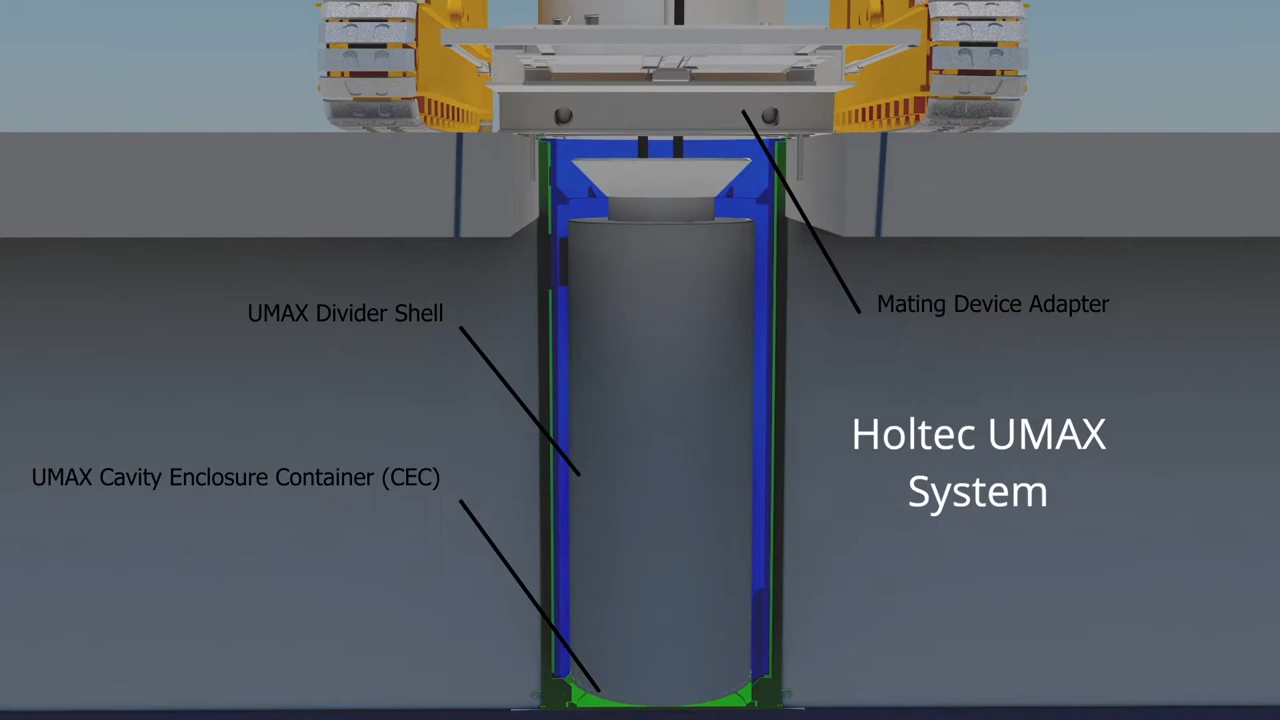 Mating Device Adapter
UMAX Divider Shell
Holtec UMAX
System
UMAX Cavity Enclosure Container (CEC)